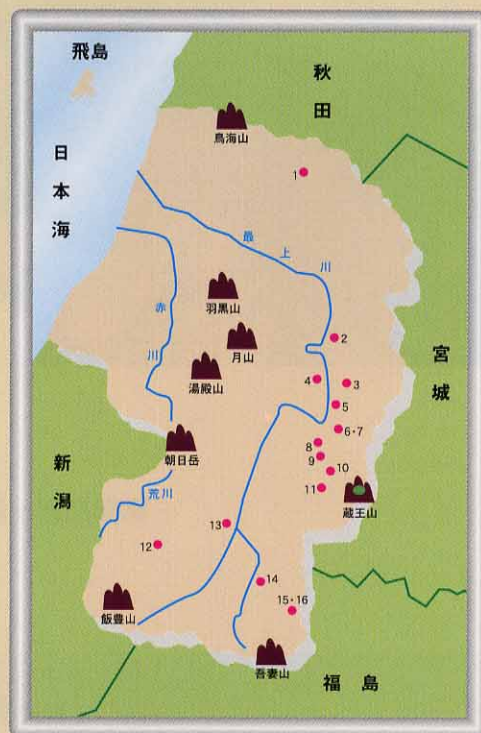 飛島
秋田
鳥海山
日本海
1
最上川
赤川
羽黒山
月山
湯殿山
2
宮城
4
3
5
6・7
8
9
10
11
朝日岳
蔵王山
新潟
荒川
13
12
14
15・16
飯豊山
吾妻山
福島